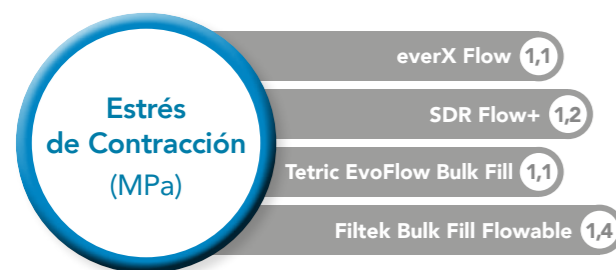 Estrés
de Contracción
(MPa)
everX Flow 1,1
SDR Flow+ 1,2
Tetric EvoFlow Bulk Fill 1,1
Filtek Bulk Fill Flowable 1,4